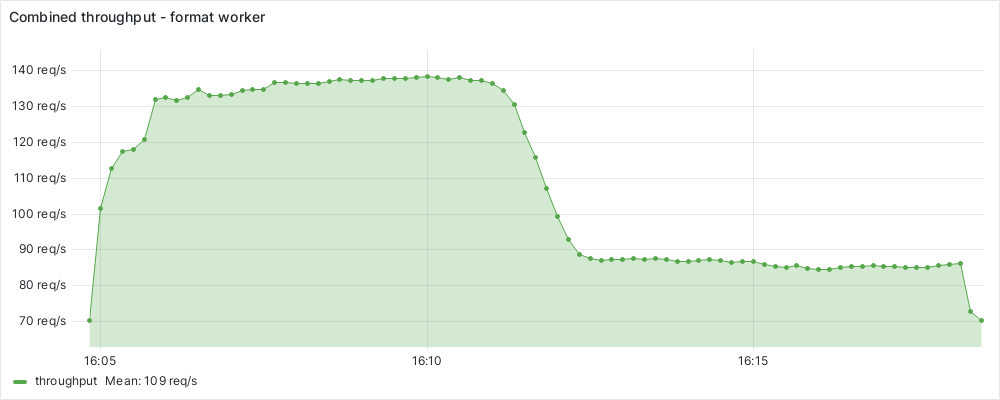 Combined throughput - format worker
140 req/s
130 req/s
120 req/s
110 req/s
100 req/s
90 req/s
80 req/s
70 req/s
16:05 16:10 16:15
throughput Mean: 109 req/s